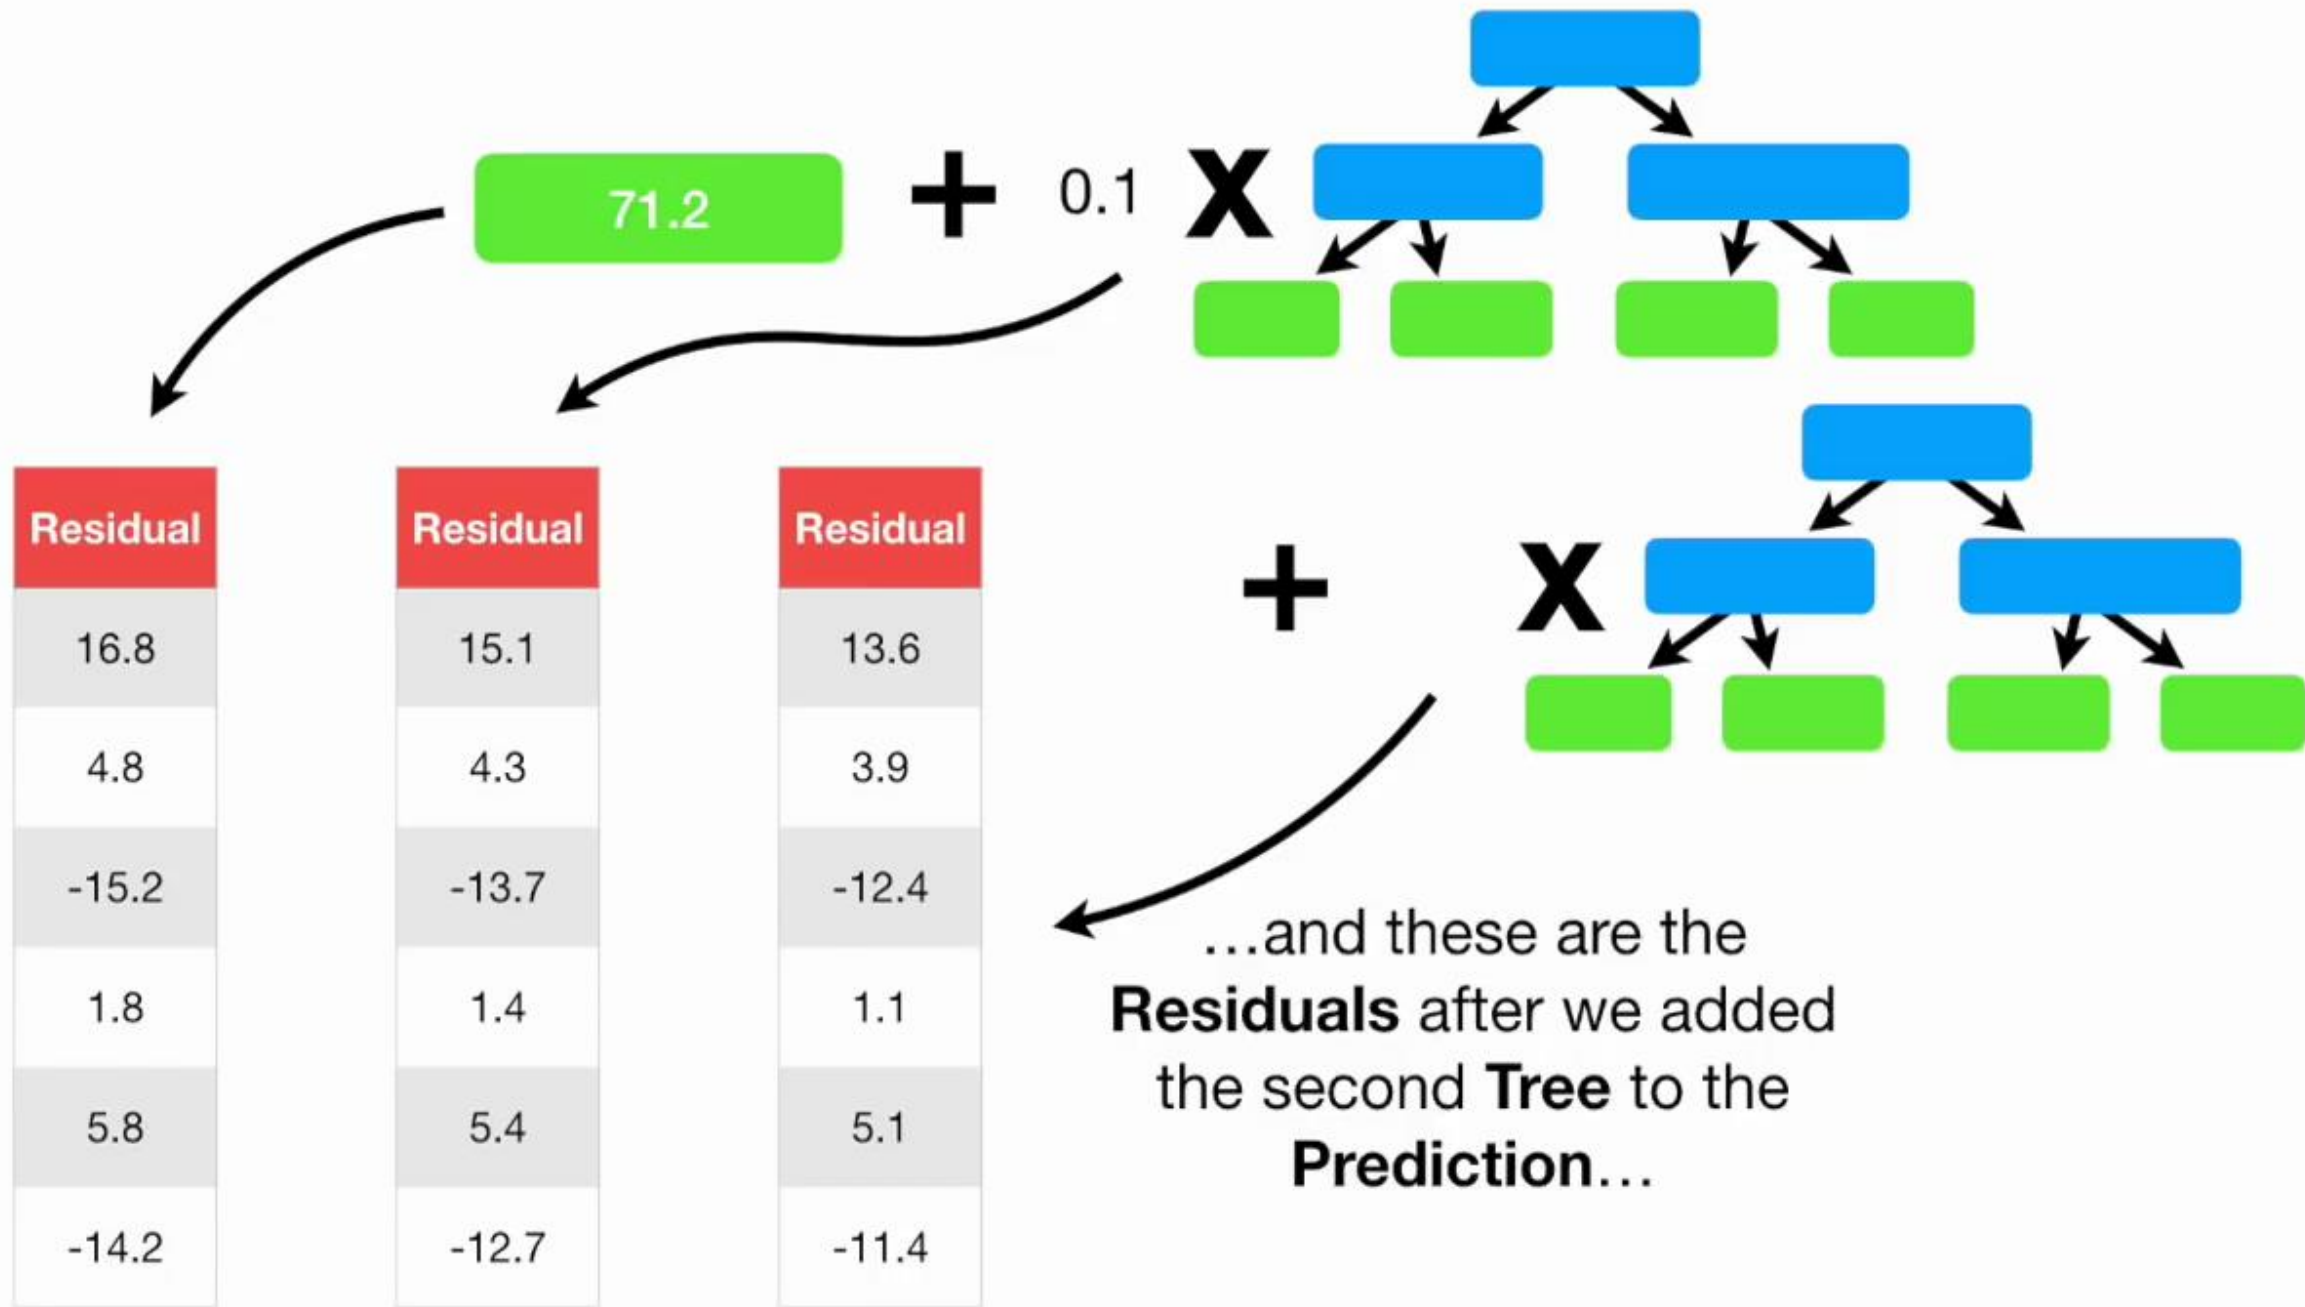 71.2 + 0.1 X
Residual Residual Residual
16.8 15.1 13.6
4.8 4.3 3.9
-15.2 -13.7 -12.4
1.8 1.4 1.1
5.8 5.4 5.1
-14.2 -12.7 -11.4
+ X
...and these are the
Residuals after we added
the second Tree to the
Prediction...